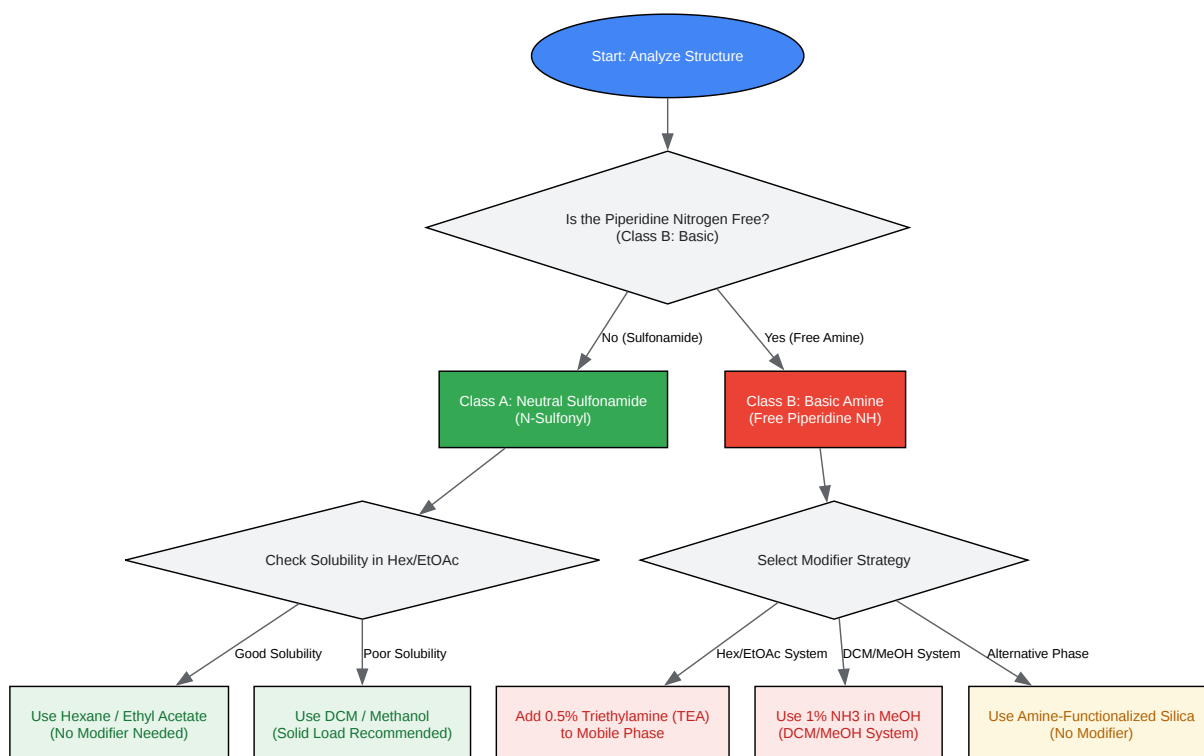 Start: Analyze Structure
Is the Piperidine Nitrogen Free?
(Class B: Basic)
No (Sulfonamide)
Yes (Free Amine)
Class A: Neutral Sulfonamide
(N-Sulfonyl)
Class B: Basic Amine
(Free Piperidine NH)
Check Solubility in Hex/EtOAc
Select Modifier Strategy
Good Solubility
Poor Solubility
Hex/EtOAc System
DCM/MeOH System
Alternative Phase
Use Hexane / Ethyl Acetate
(No Modifier Needed)
Use DCM / Methanol
(Solid Load Recommended)
Add 0.5% Triethylamine (TEA)
to Mobile Phase
Use 1% NH3 in MeOH
(DCM/MeOH System)
Use Amine-Functionalized Silica
(No Modifier)